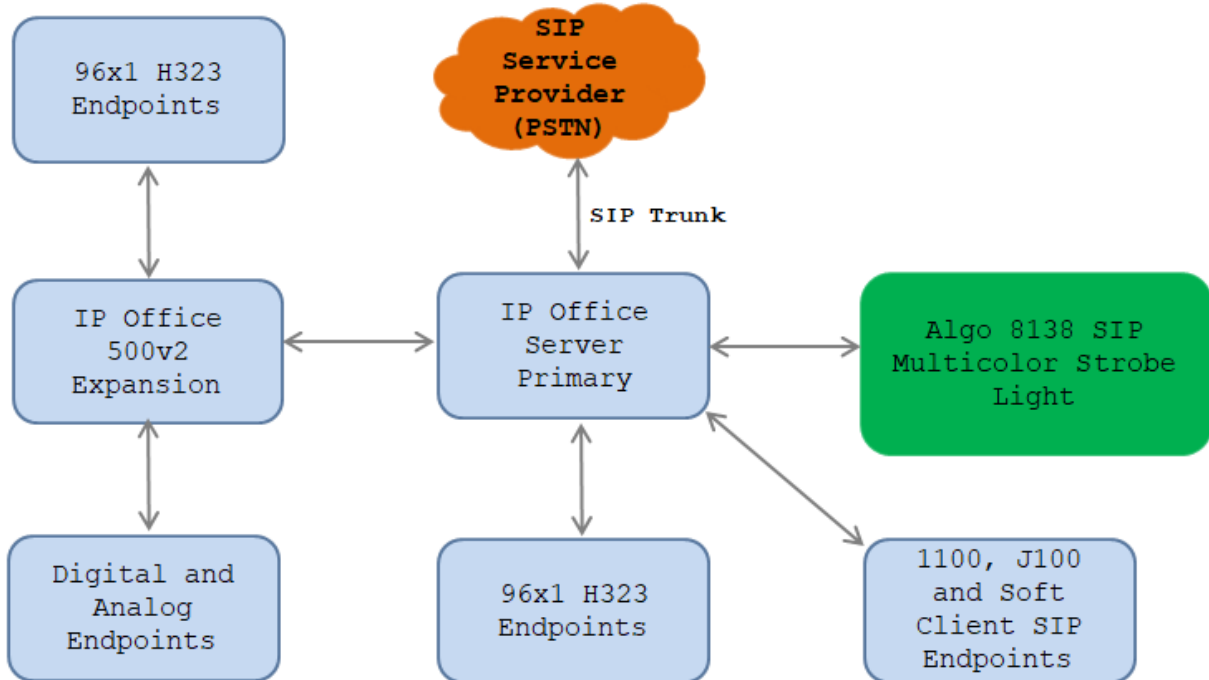 96x1 H323
Endpoints
SIP
Service
Provider
(PSTN)
SIP Trunk
IP Office
500v2
Expansion
IP Office
Server
Primary
Algo 8138 SIP
Multicolor Strobe
Light
Digital and
Analog
Endpoints
96x1 H323
Endpoints
1100, J100
and Soft
Client SIP
Endpoints